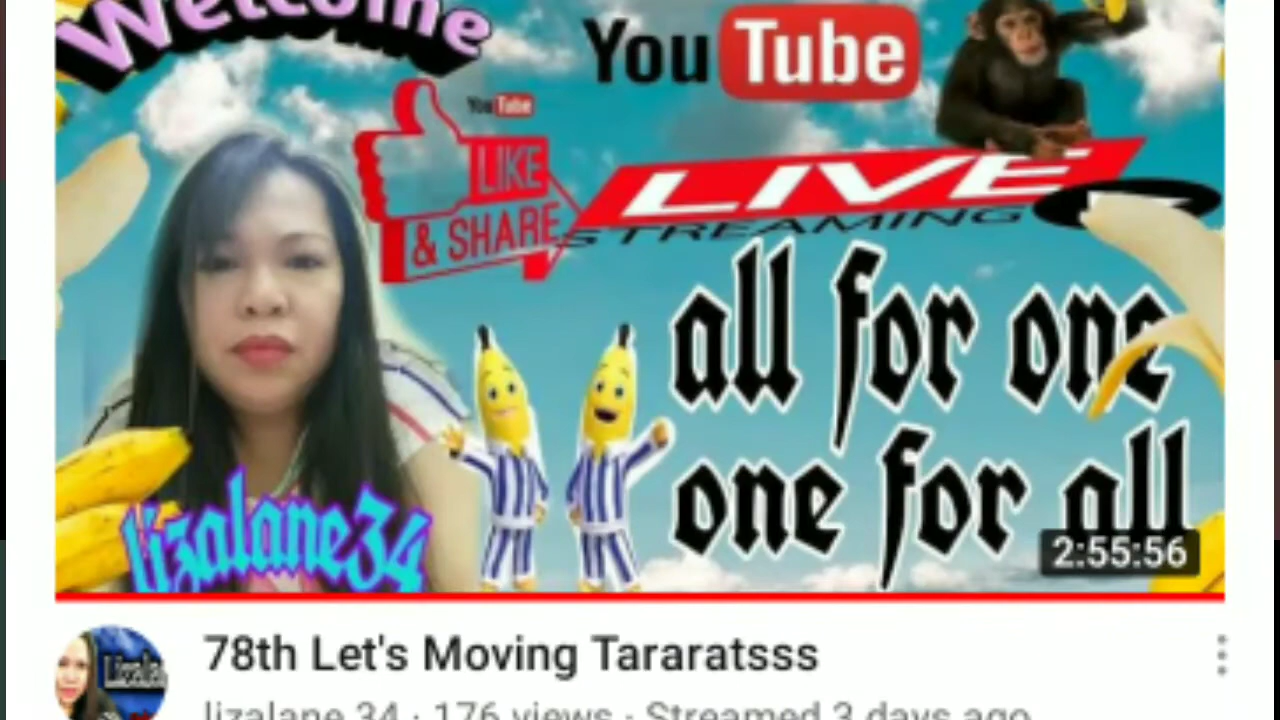 Welcome
YouTube
YouTube
LIKE
& SHARE
LIVE
STREAMING
all for one
one for all
lizalane34
2:55:56
78th Let's Moving Tararatsss
lizalane 34 · 176 views · Streamed 3 days ago